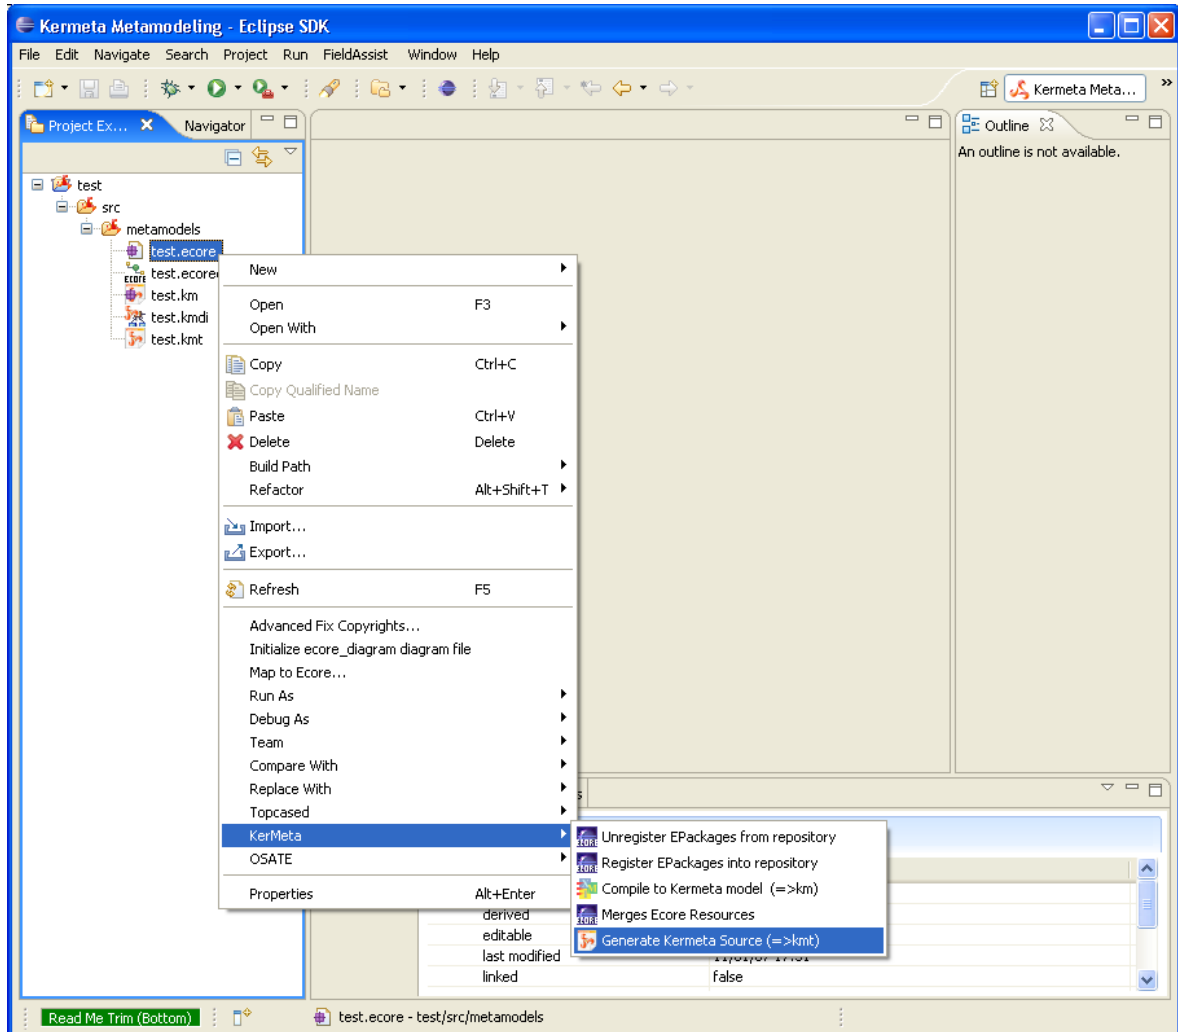 Kermeta Metamodeling - Eclipse SDK
File Edit Navigate Search Project Run FieldAssist Window Help
Kermeta Meta...
Project Ex... Navigator
Outline
An outline is not available.
test
src
metamodels
test.ecore
test.ecore
test.km
test.kmdi
test.kmt
New
Open F3
Open With
Copy Ctrl+C
Copy Qualified Name
Paste Ctrl+V
Delete Delete
Build Path
Refactor Alt+Shift+T
Import...
Export...
Refresh F5
Advanced Fix Copyrights...
Initialize ecore_diagram diagram file
Map to Ecore...
Run As
Debug As
Team
Compare With
Replace With
Topcased
KerMeta
OSATE
Properties Alt+Enter
Unregister EPackages from repository
Register EPackages into repository
Compile to Kermeta model (=>km)
Merges Ecore Resources
Generate Kermeta Source (=>kmt)
derived
editable
last modified
linked false
Read Me Trim (Bottom)
test.ecore - test/src/metamodels